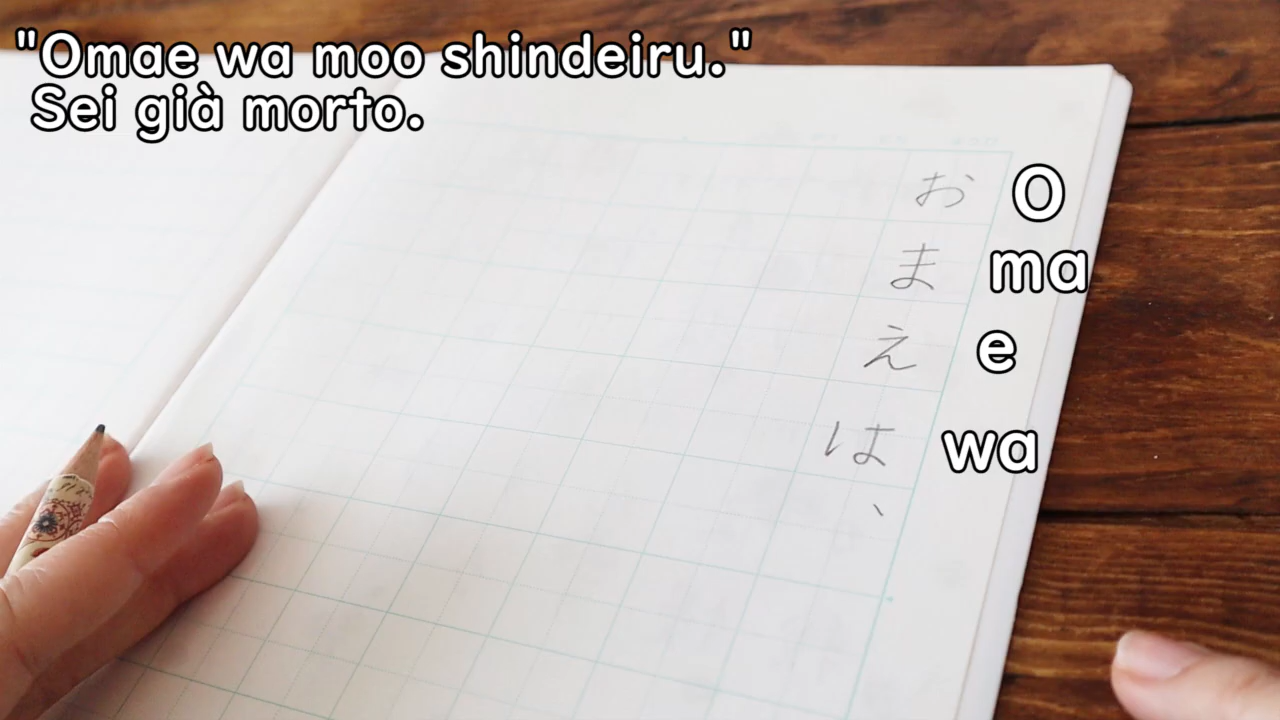 "Omae wa moo shindeiru."
Sei già morto.
おまえは、
O
ma
e
wa